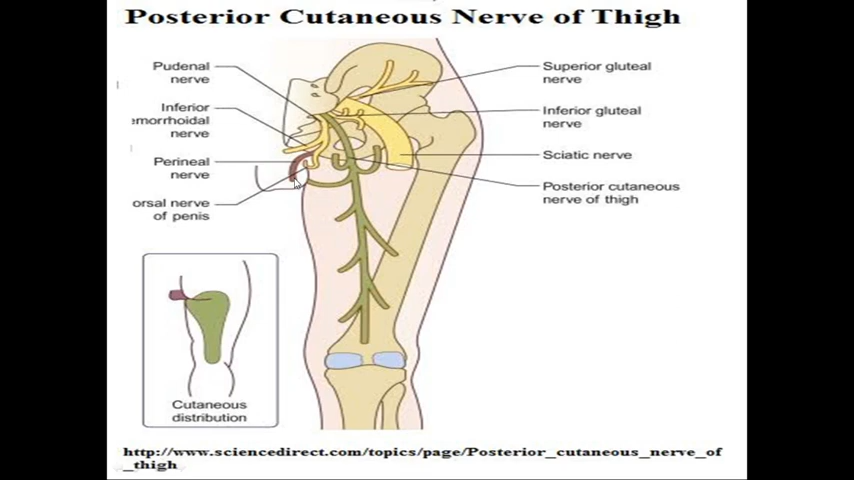 Posterior Cutaneous Nerve of Thigh
Pudenal
nerve
Inferior
emorrhoidal
nerve
Perineal
nerve
orsal nerve
of penis
Superior gluteal
nerve
Inferior gluteal
nerve
Sciatic nerve
Posterior cutaneous
nerve of thigh
Cutaneous
distribution
http://www.sciencedirect.com/topics/page/Posterior_cutaneous_nerve_of
_thigh